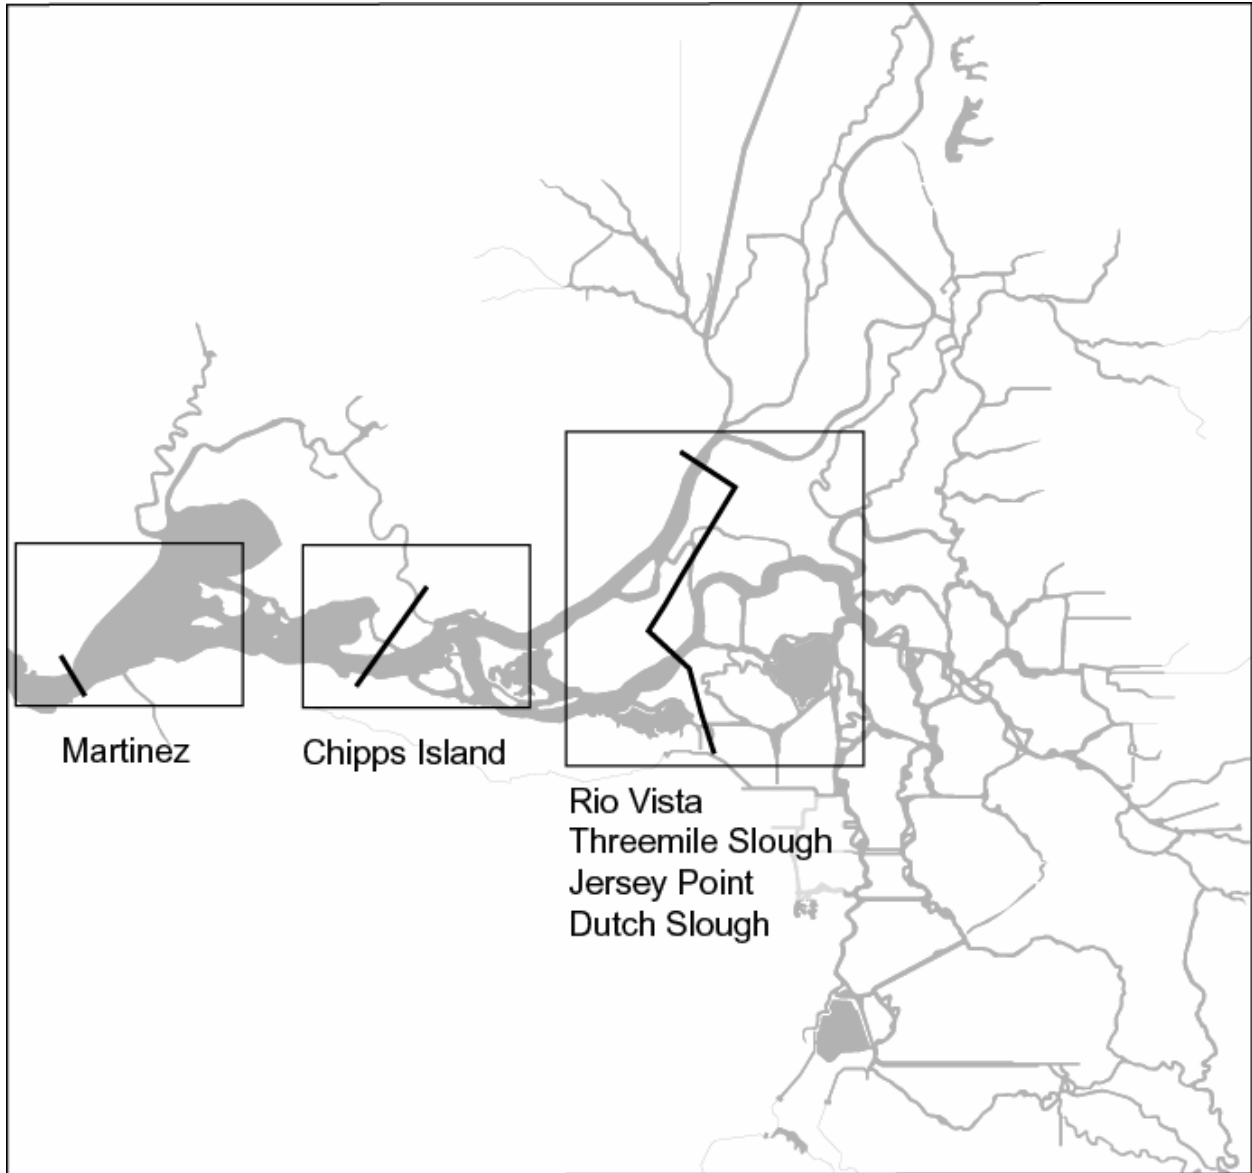 Martinez
Chipps Island
Rio Vista
Threemile Slough
Jersey Point
Dutch Slough